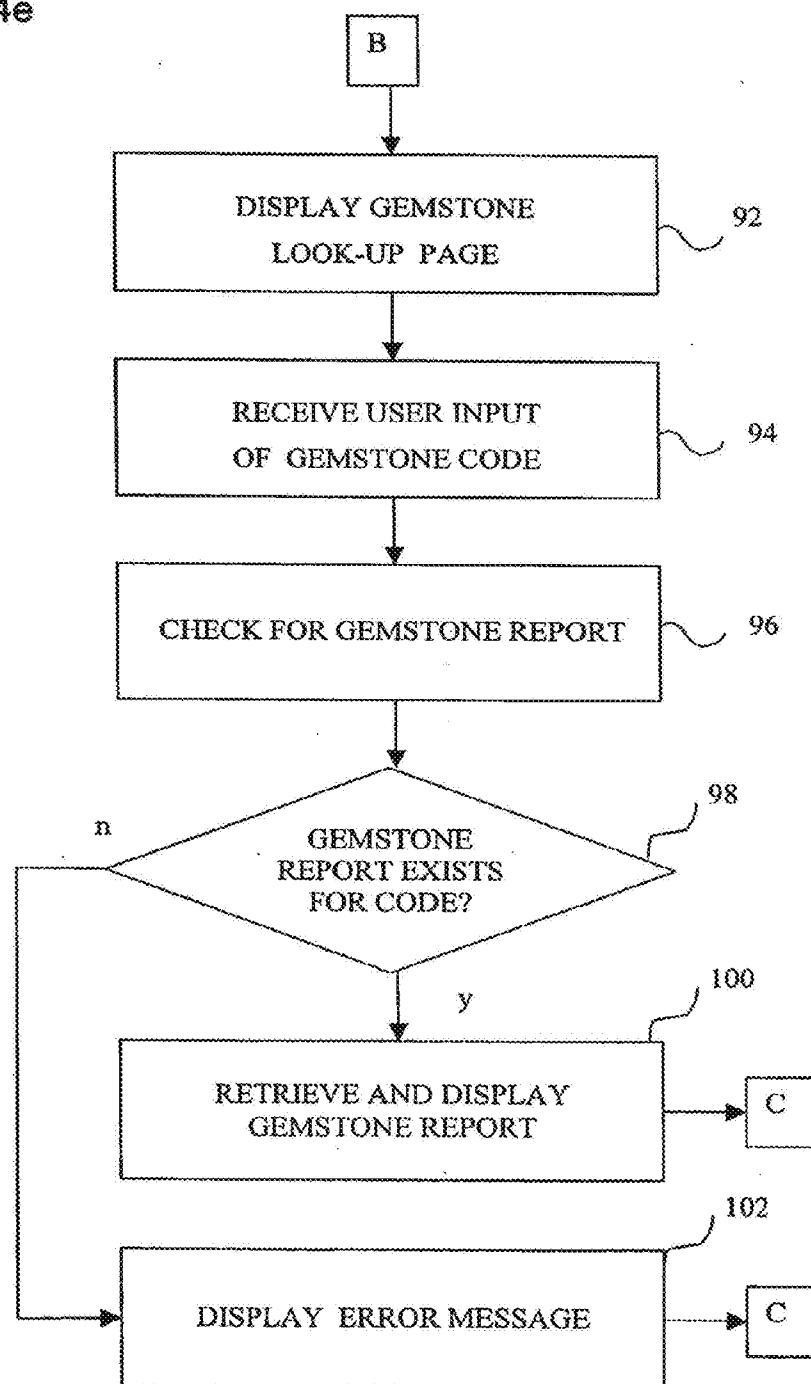 4e
B
DISPLAY GEMSTONE
LOOK-UP PAGE
92
RECEIVE USER INPUT
OF GEMSTONE CODE
94
CHECK FOR GEMSTONE REPORT
96
98
n
GEMSTONE
REPORT EXISTS
FOR CODE?
y
100
RETRIEVE AND DISPLAY
GEMSTONE REPORT
C
102
DISPLAY ERROR MESSAGE
C